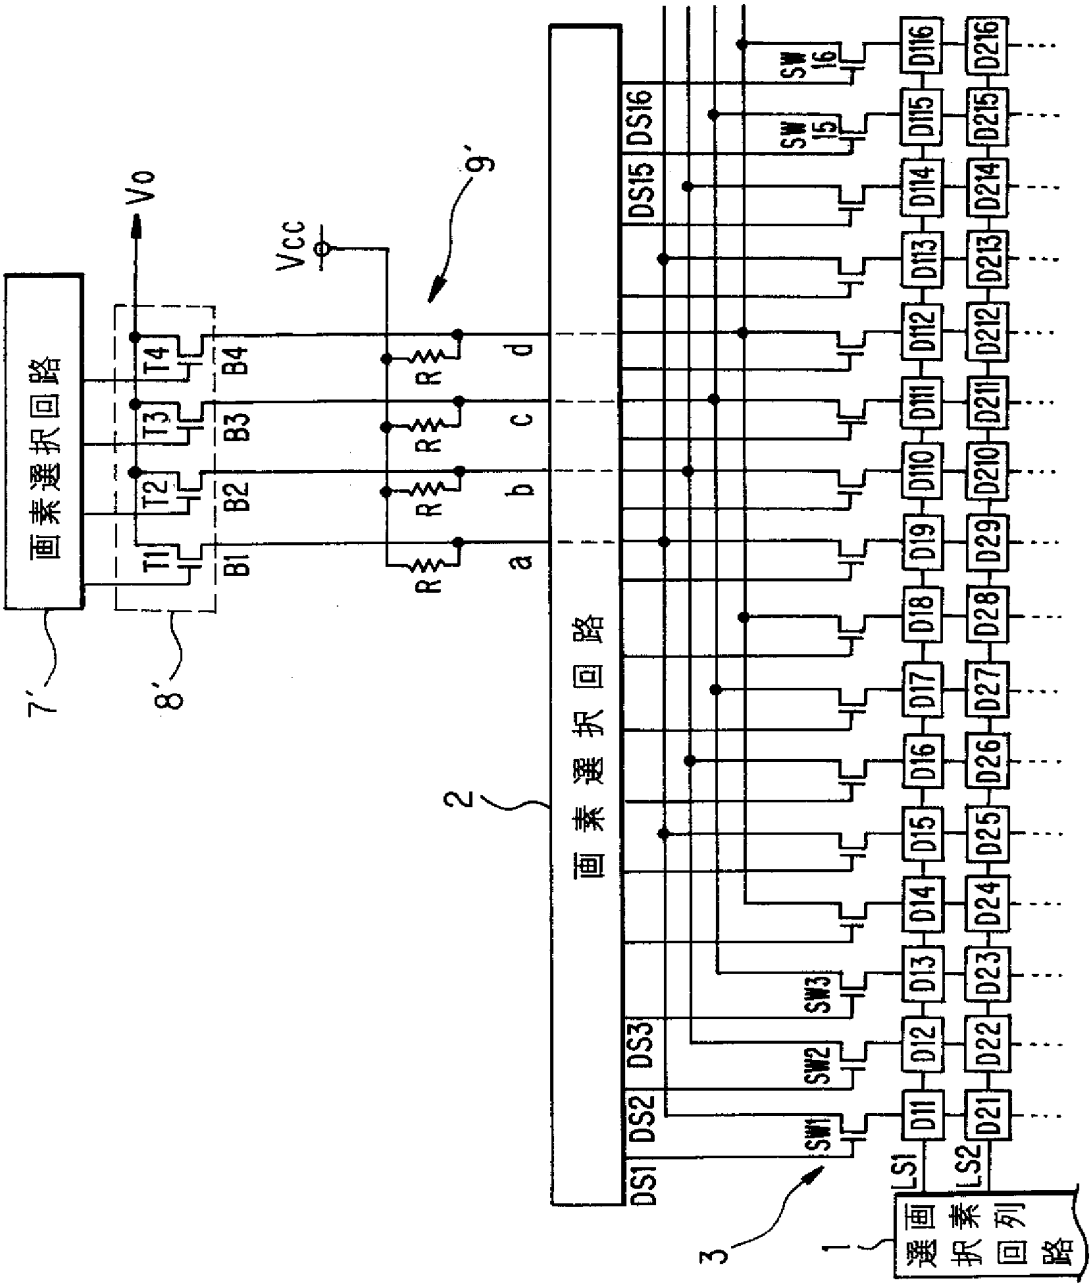 画素選択回路
7'
8'
T1 T2 T3 T4
B1 B2 B3 B4
Vo
Vcc
9'
R R R R
a b c d
2
画素選択回路
DS1 DS2 DS3 DS15 DS16
3
SW1 SW2 SW3 SW15 SW16
1
画素列
選択回路
LS1
D11 D12 D13 D14 D15 D16 D17 D18 D19 D110 D111 D112 D113 D114 D115 D116
LS2
D21 D22 D23 D24 D25 D26 D27 D28 D29 D210 D211 D212 D213 D214 D215 D216